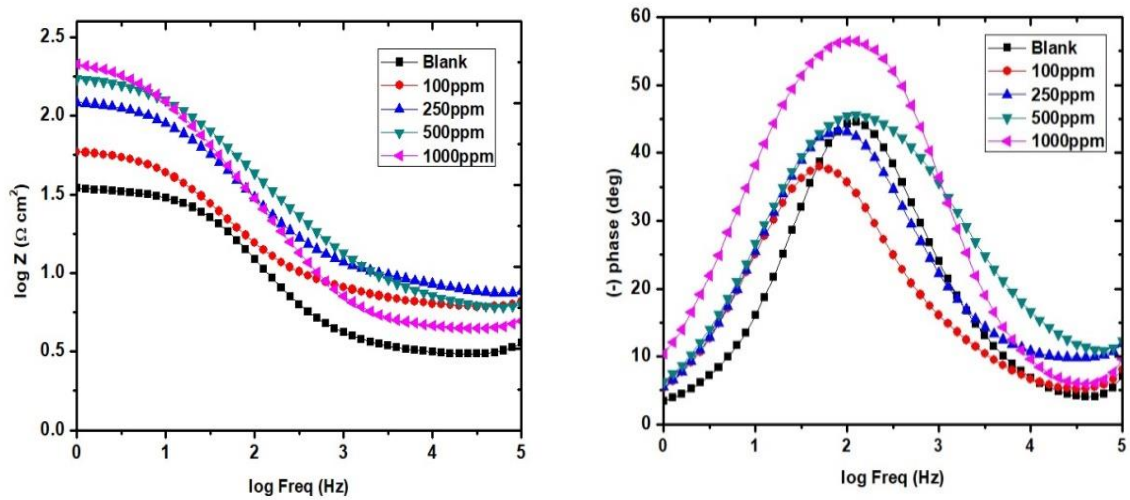 log Z (Ω cm²)
2.5
2.0
1.5
1.0
0.5
0.0
Blank
100ppm
250ppm
500ppm
1000ppm
0 1 2 3 4 5
log Freq (Hz)
(-) phase (deg)
60
50
40
30
20
10
0
Blank
100ppm
250ppm
500ppm
1000ppm
0 1 2 3 4 5
log Freq (Hz)